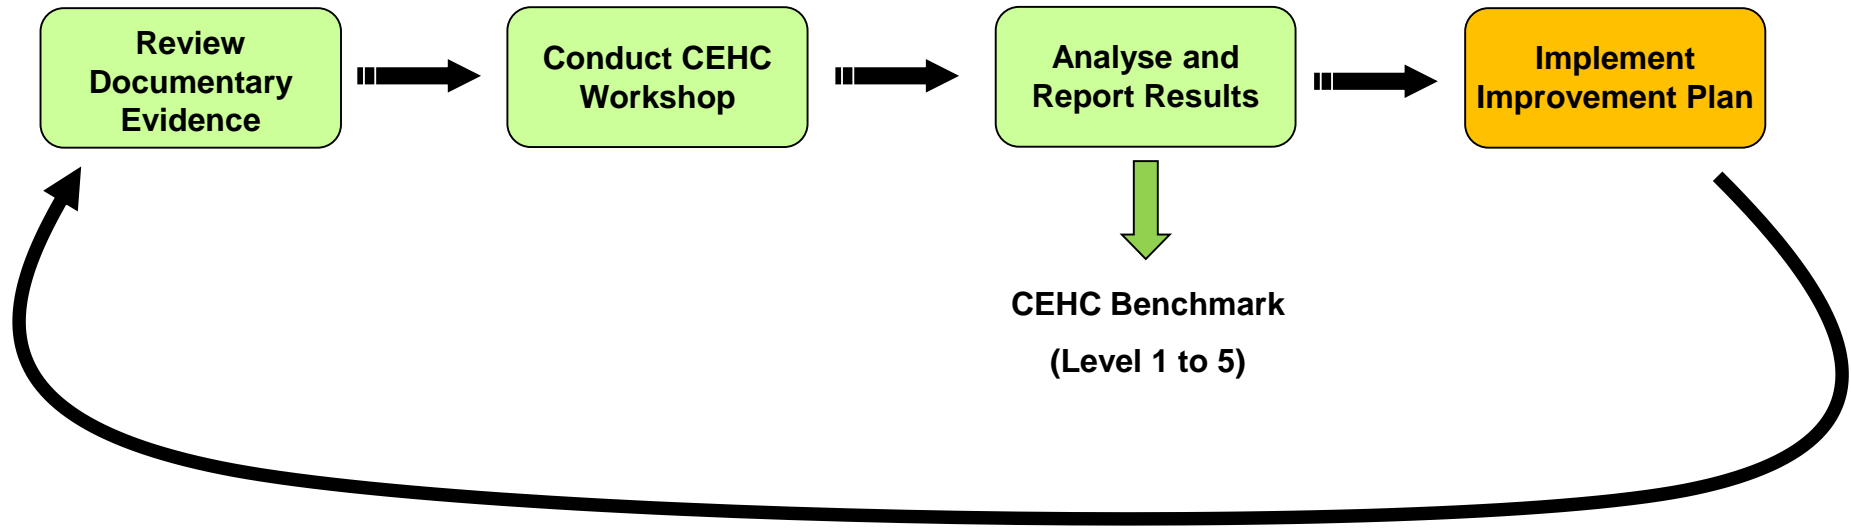 Review
Documentary
Evidence
Conduct CEHC
Workshop
Analyse and
Report Results
Implement
Improvement Plan
CEHC Benchmark
(Level 1 to 5)